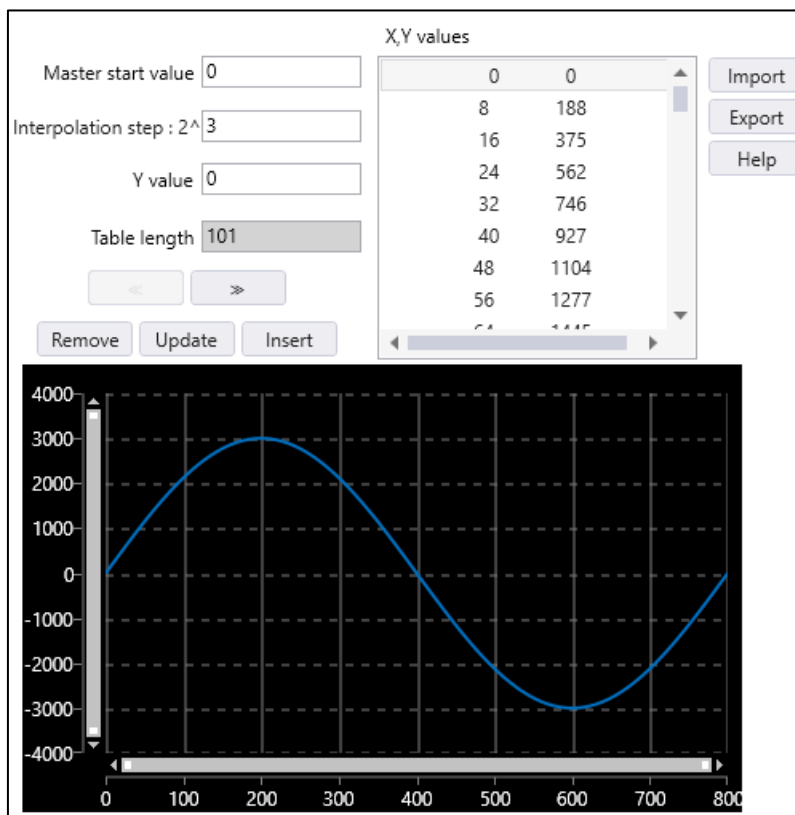 X,Y values
Master start value 0
Interpolation step : 2^ 3
Y value 0
Table length 101
≪ ≫
Remove Update Insert
0 0
8 188
16 375
24 562
32 746
40 927
48 1104
56 1277
64 1445
Import
Export
Help
4000
3000
2000
1000
0
-1000
-2000
-3000
-4000
0 100 200 300 400 500 600 700 800